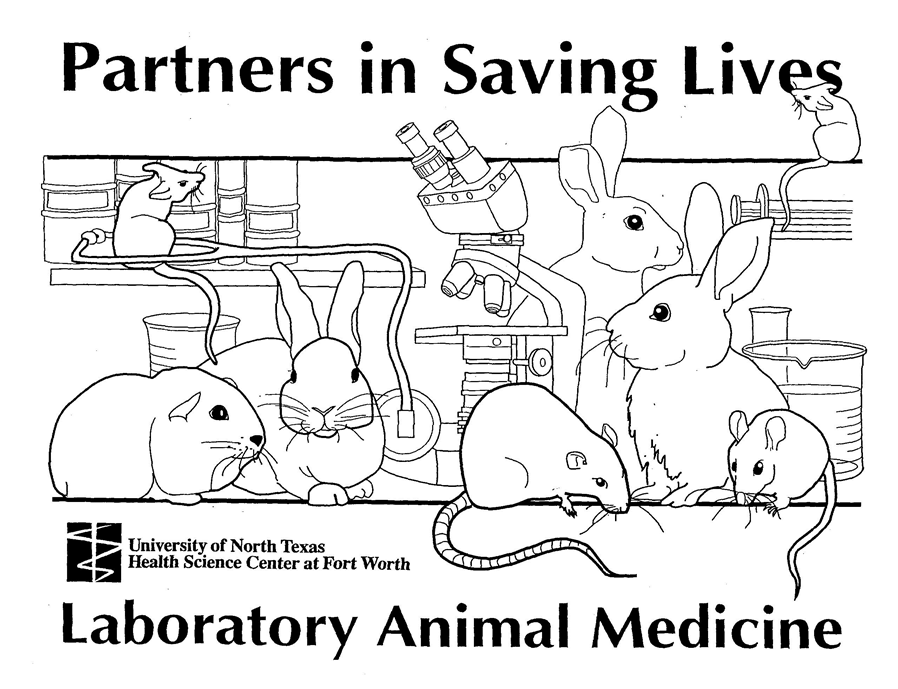 Partners in Saving Lives
University of North Texas
Health Science Center at Fort Worth
Laboratory Animal Medicine